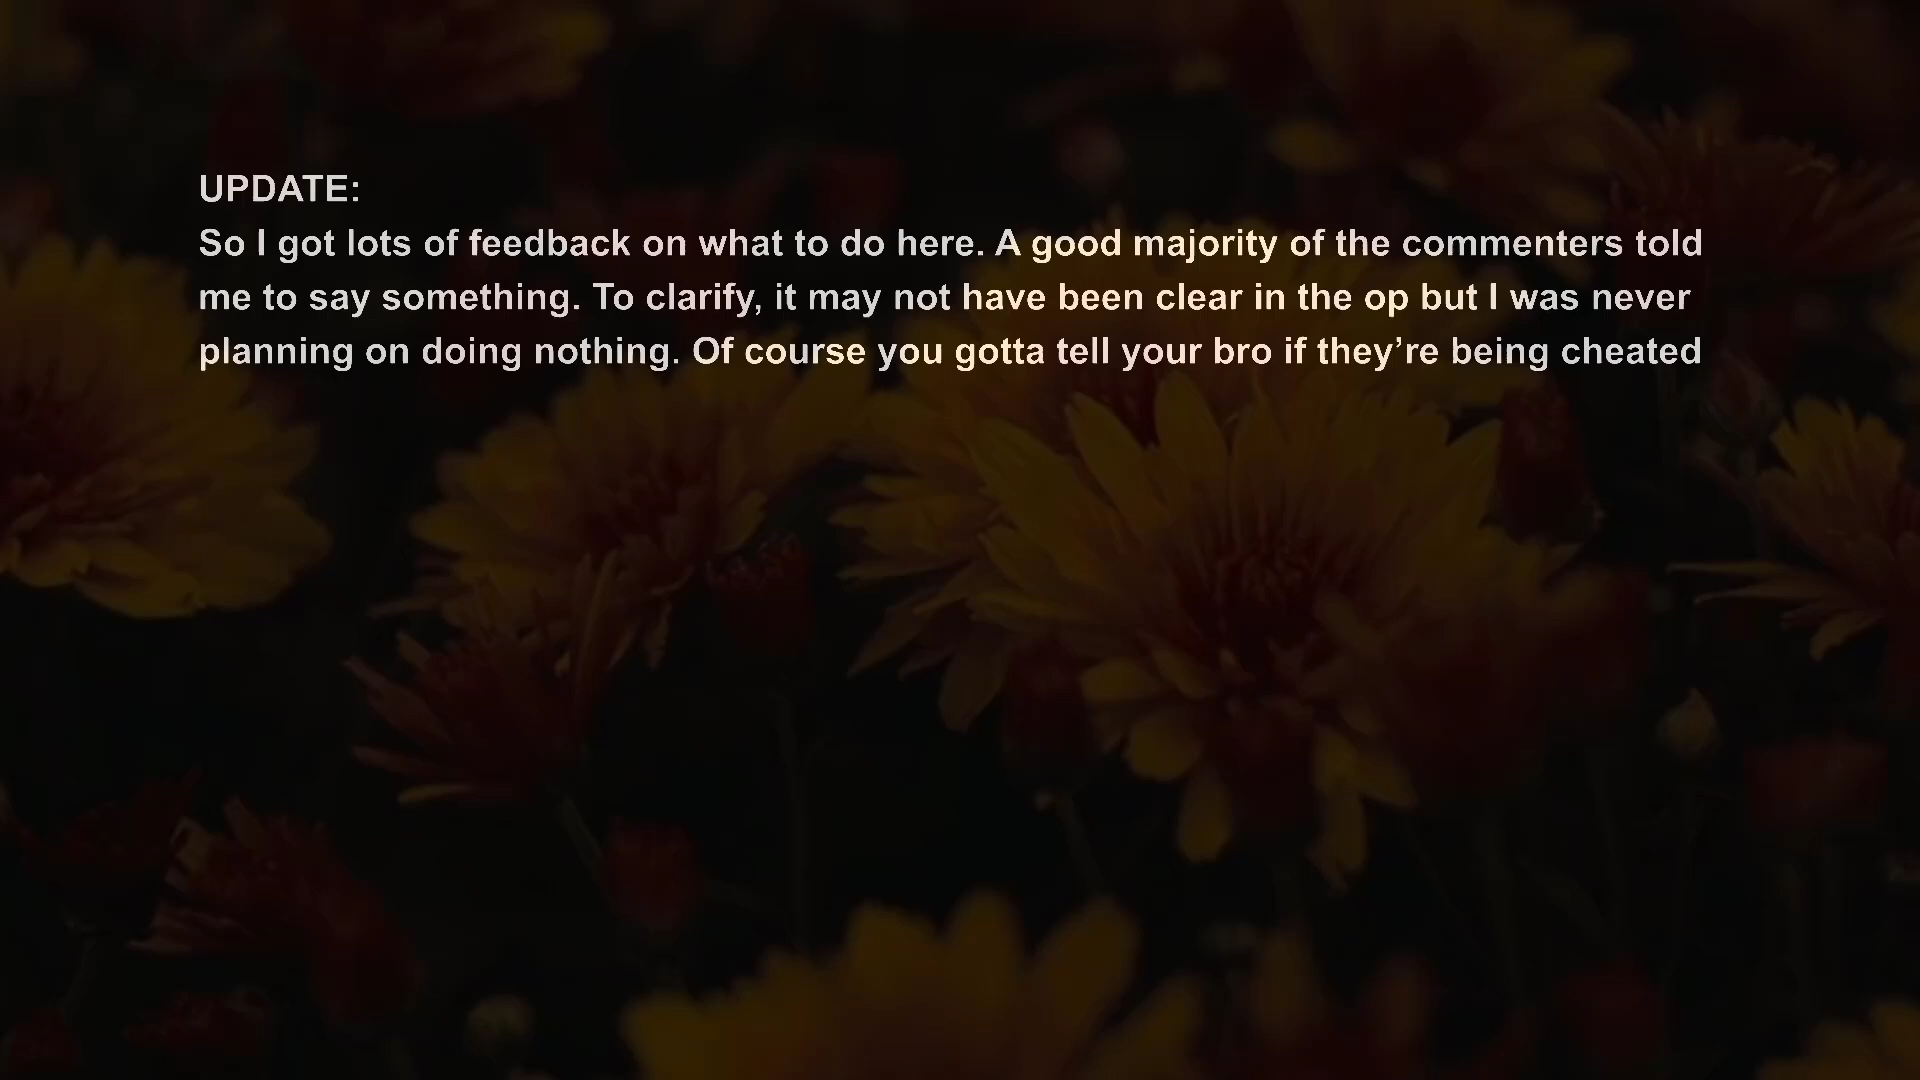 UPDATE:
So I got lots of feedback on what to do here. A good majority of the commenters told
me to say something. To clarify, it may not have been clear in the op but I was never
planning on doing nothing. Of course you gotta tell your bro if they’re being cheated